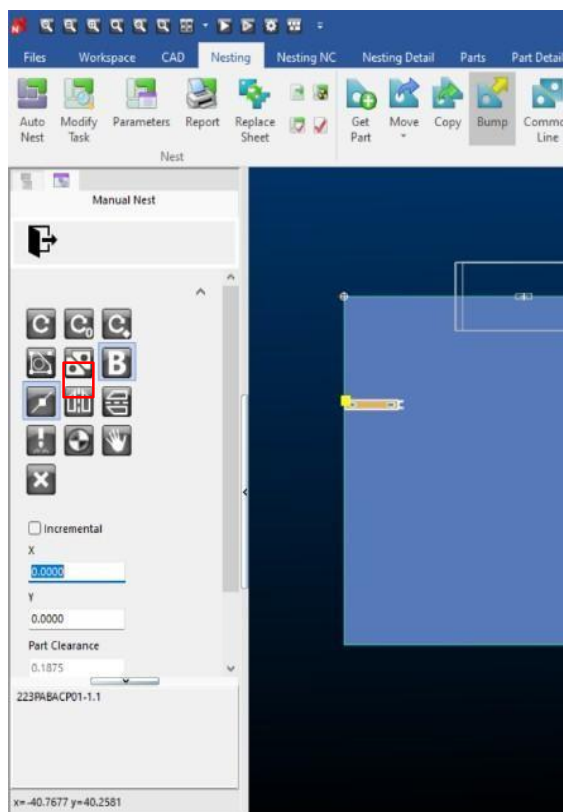 Files Workspace CAD Nesting Nesting NC Nesting Detail Parts Part Detail
Auto Nest
Modify Task
Parameters
Report
Replace Sheet
Get Part
Move
Copy
Bump
Commo
Line
Nest
Manual Nest
B
Incremental
X
0.0000
Y
0.0000
Part Clearance
0.1875
223PABACP01-1.1
x=-40.7677 y=40.2581